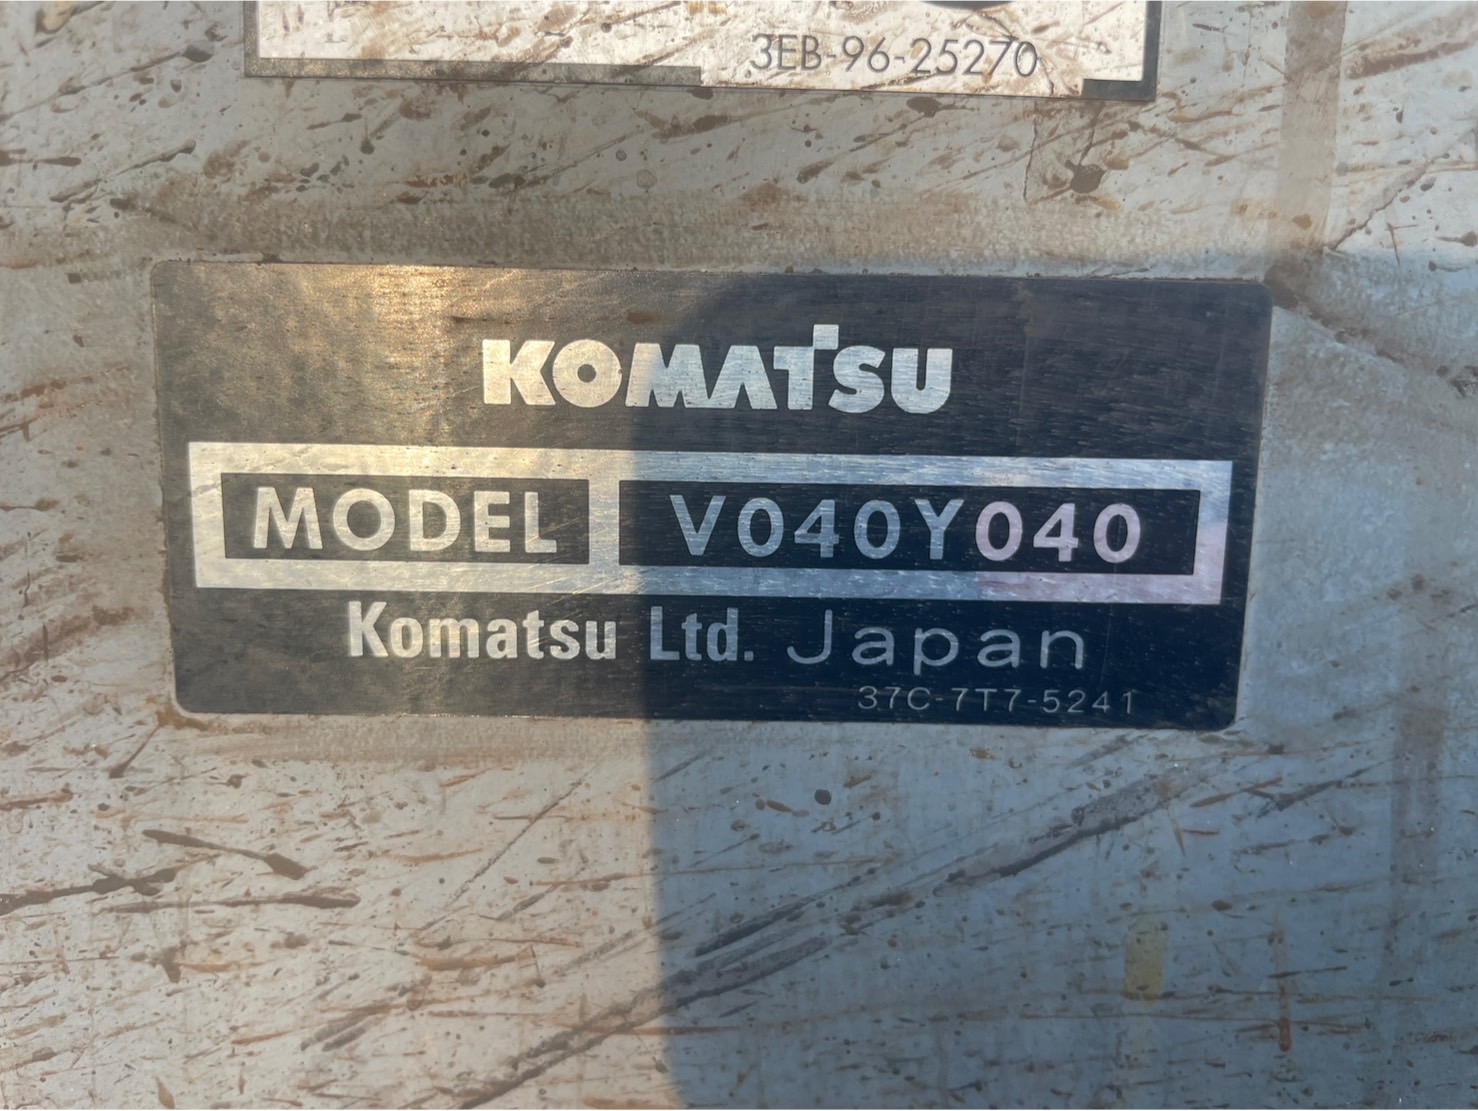 3EB-96-25270
KOMATSU
MODEL V040Y040
Komatsu Ltd. Japan
37C-7T7-5241